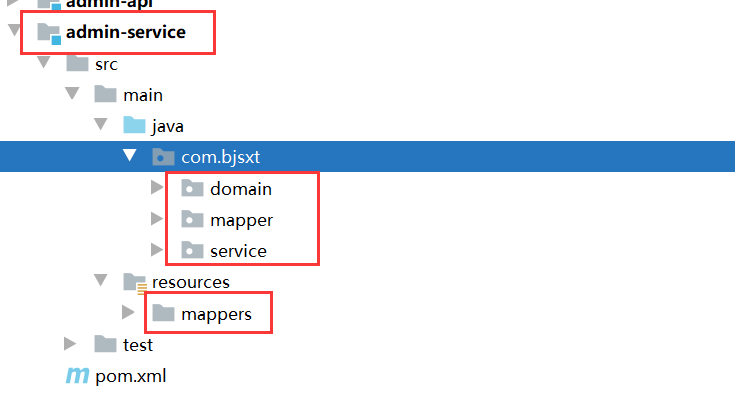 admin-api
admin-service
src
main
java
com.bjsxt
domain
mapper
service
resources
mappers
test
pom.xml